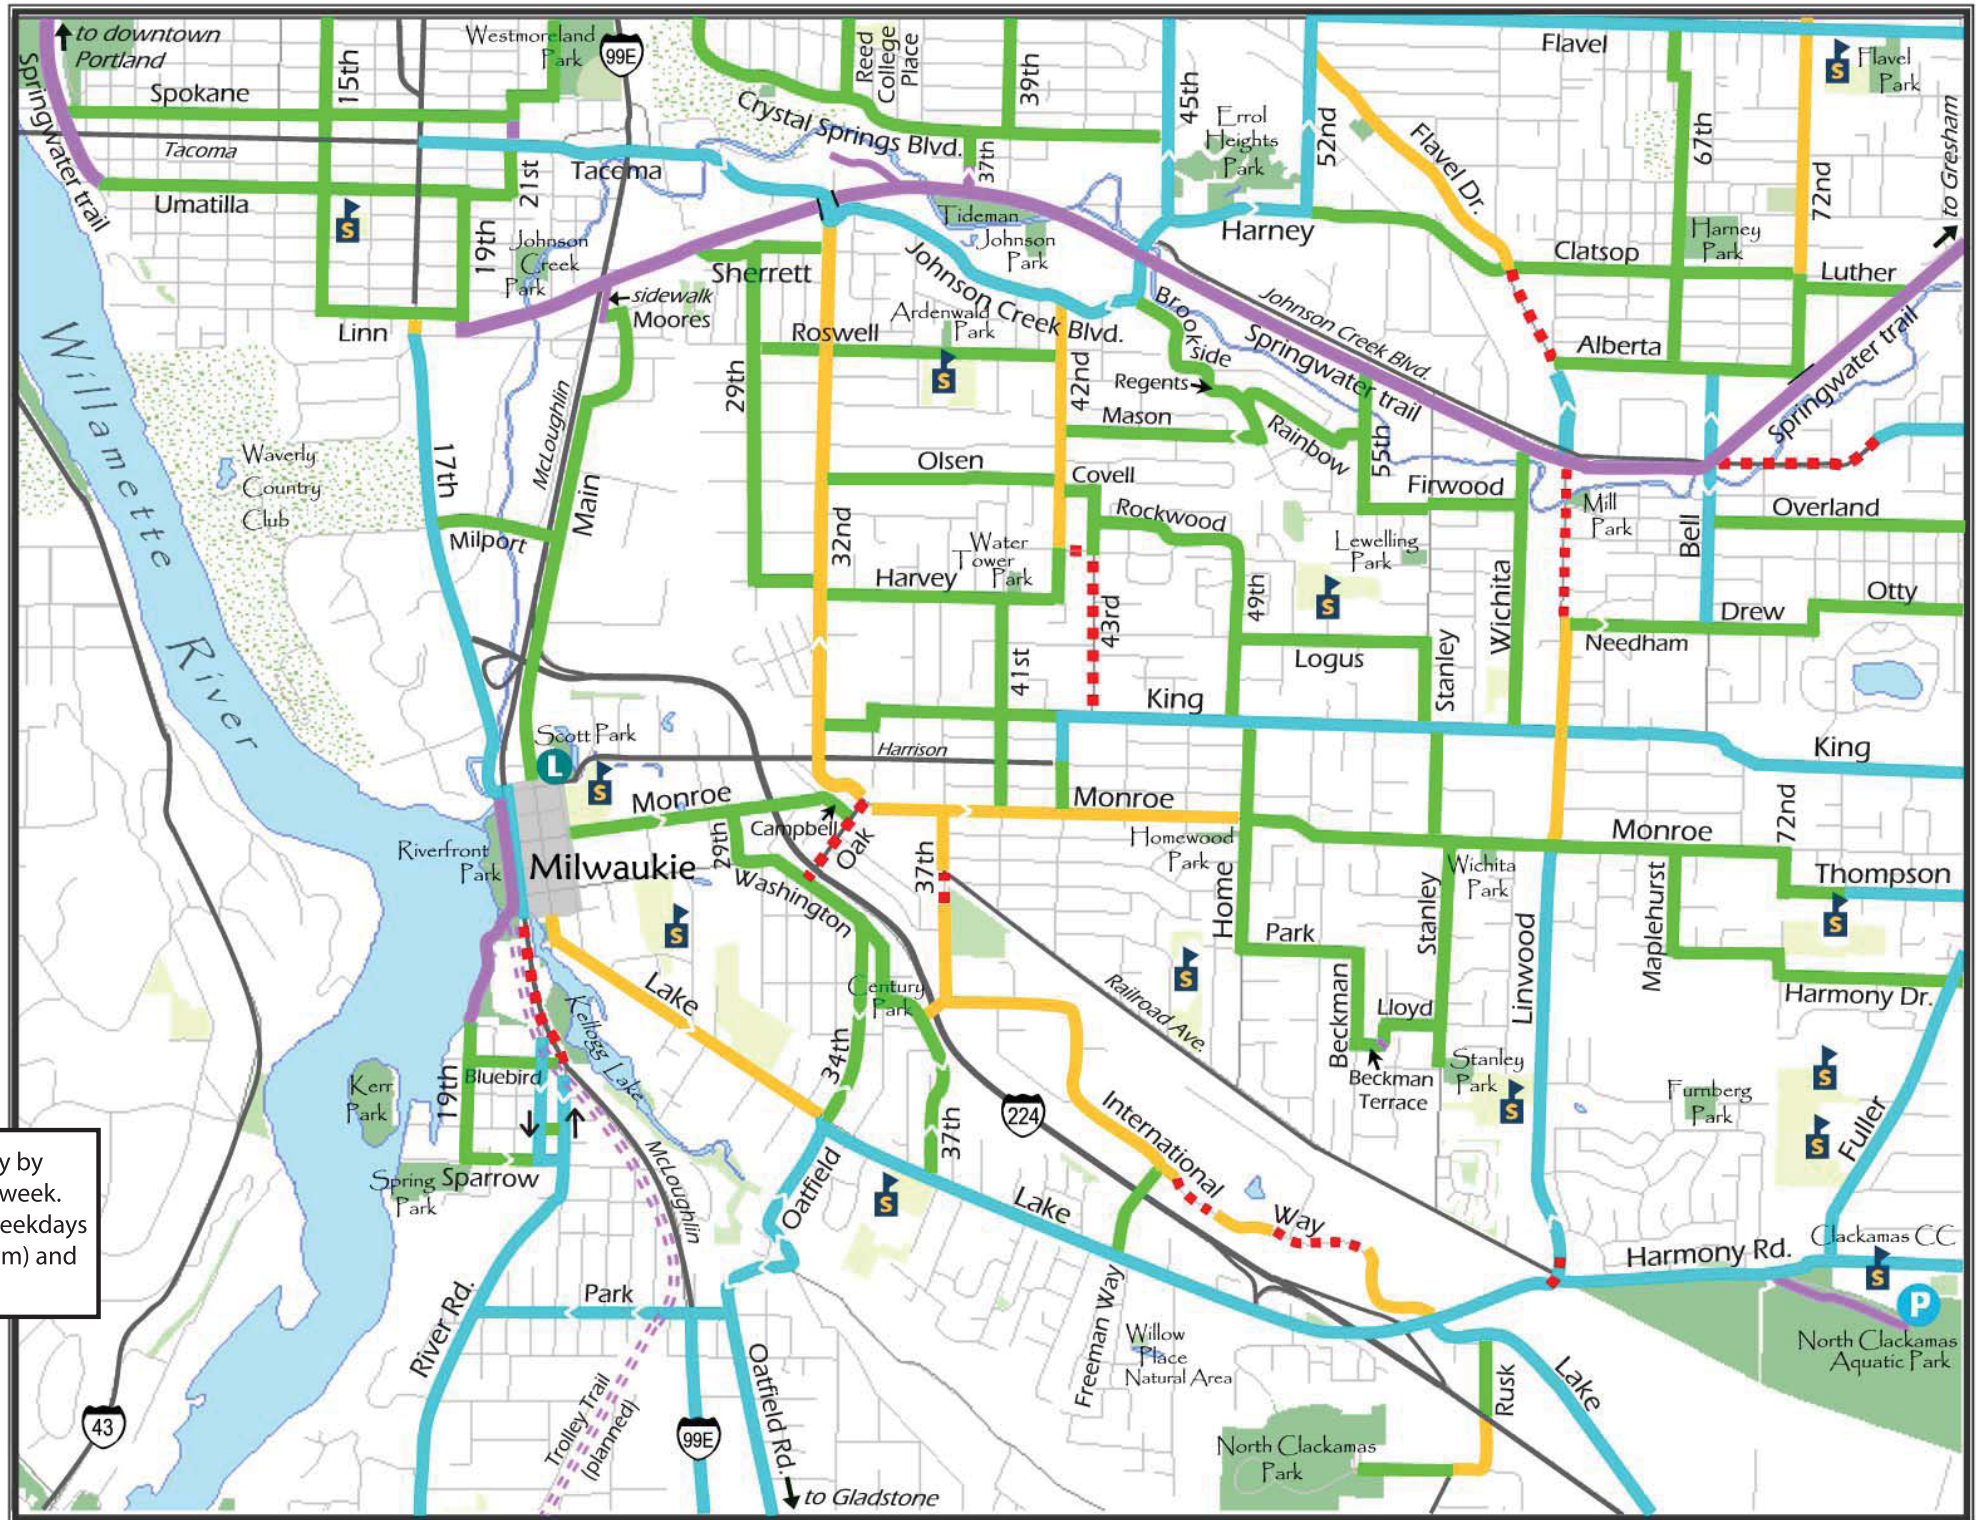 to downtown
Portland
Springwater trail
Spokane
15th
Westmoreland
Park
99E
Reed
College
Place
39th
45th
Errol
Heights
Park
52nd
Flavel
Flavel
Park
S
67th
72nd
to Gresham
Tacoma
Tacoma
21st
Crystal Springs Blvd.
37th
Flavel Dr.
Umatilla
S
19th
Johnson
Creek
Park
Tideman
Johnson
Park
Harney
Clatsop
Harney
Park
Luther
Sherrett
sidewalk
Moores
Johnson Creek Blvd.
Ardenwald
Park
Roswell
S
Brook
side
Johnson Creek Blvd.
Springwater trail
Springwater trail
Alberta
Linn
Willamette
River
29th
42nd
Regents
Mason
Rainbow
55th
17th
McLoughlin
Main
Waverly
Country
Club
Olsen
Covell
Rockwood
Firwood
Mill
Park
Bell
Overland
Milport
32nd
Water
Tower
Park
Harvey
Lewelling
Park
S
49th
Wichita
Otty
Drew
Needham
43rd
41st
Logus
Stanley
King
King
Scott Park
L
S
Harrison
Monroe
Monroe
Monroe
72nd
Campbell
Oak
29th
Homewood
Park
Wichita
Park
Thompson
S
Riverfront
Park
Milwaukie
Washington
37th
Home
Stanley
Maplehurst
Linwood
S
Park
S
Lake
Century
Park
Railroad Ave.
Beckman
Lloyd
Harmony Dr.
Kellogg Lake
34th
Kerr
Park
19th
Bluebird
Beckman
Terrace
Stanley
Park
S
Furnberg
Park
S
S
Fuller
37th
224
International
Way
McLoughlin
Spring
Park
Sparrow
Oatfield
S
Lake
Clackamas CC
S
Harmony Rd.
P
North Clackamas
Aquatic Park
River Rd.
Park
Freeman Way
Willow
Place
Natural Area
Oatfield Rd.
Rusk
Lake
Trolley Trail
(planned)
43
99E
North Clackamas
Park
to Gladstone
y by
week.
eekdays
m) and